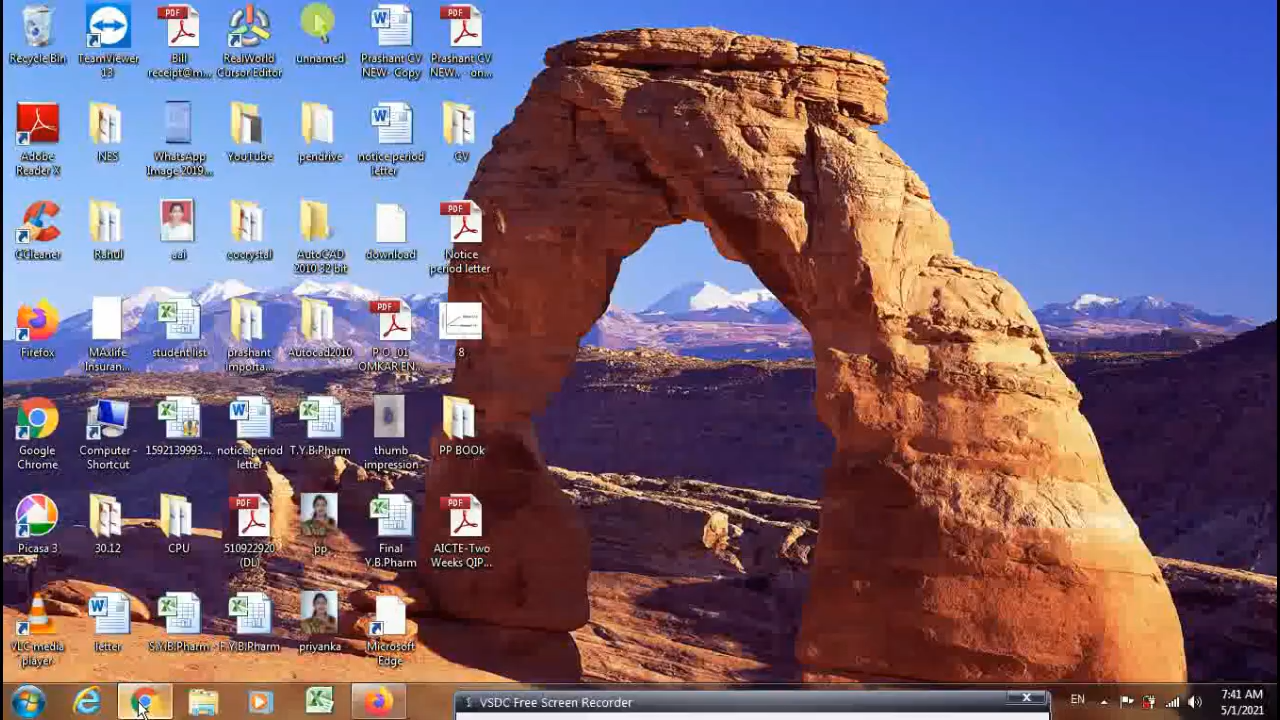 Recycle Bin
TeamViewer
13
Bill
receipt@m...
RealWorld
Cursor Editor
unnamed
Prashant CV
NEW - Copy
Prashant CV
NEW.. - on...
Adobe
Reader X
INES
WhatsApp
Image 2019...
YouTube
pendrive
notice period
letter
CV
CCleaner
Rahul
aai
cocrystal
AutoCAD
2010 32 bit
download
Notice
period letter
Firefox
MAxlife
Insuran...
student list
prashant
importa...
Autocad2010
P.O._01
OMKAR EN...
8
Google
Chrome
Computer -
Shortcut
1592139993...
notice period
letter
T.Y.B.Pharm
thumb
impression
PP BOOk
Picasa 3
30.12
CPU
510922920
(DL)
pp
Final
Y.B.Pharm
AICTE-Two
Weeks QIP...
VLC media
player
letter
S.Y.B.Pharm
F.Y.B.Pharm
priyanka
Microsoft
Edge
VSDC Free Screen Recorder
EN
7:41 AM
5/1/2021